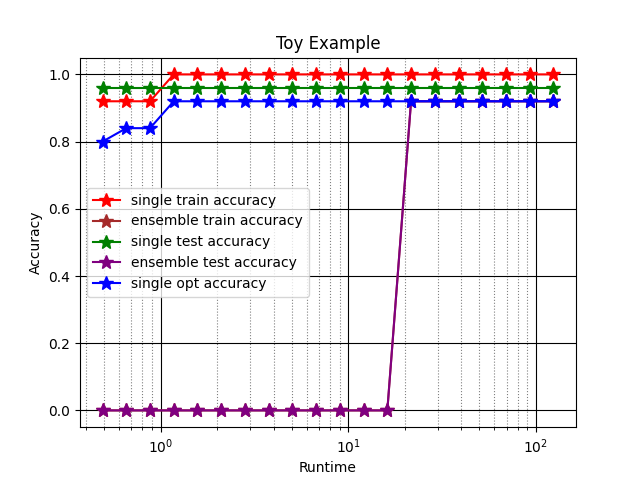 Toy Example
1.0
0.8
0.6
0.4
0.2
0.0
Accuracy
single train accuracy
ensemble train accuracy
single test accuracy
ensemble test accuracy
single opt accuracy
10⁰
10¹
10²
Runtime